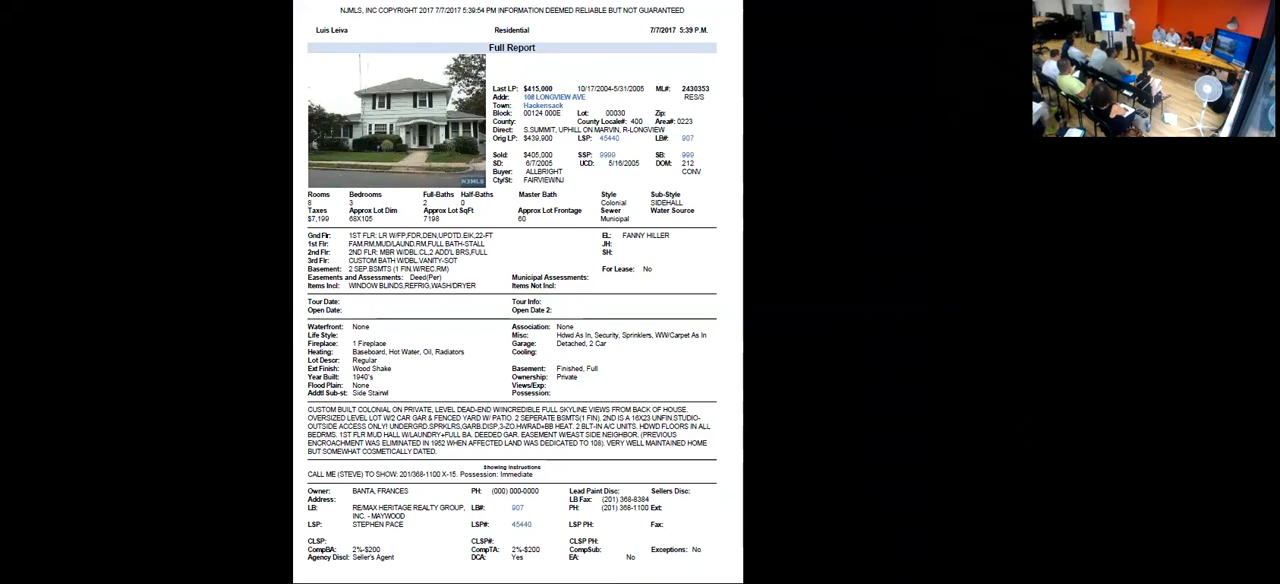 NJMLS, INC COPYRIGHT 2017 7/7/2017 5:39:54 PM INFORMATION DEEMED RELIABLE BUT NOT GUARANTEED
Luis Leiva Residential 7/7/2017 5:39 P.M.
Full Report
Last LP: $415,000 10/17/2004-5/31/2005 ML#: 2430353
Addr: 108 LONGVIEW AVE RES/S
Town: Hackensack
Block: 00124 000E Lot: 00030 Zip:
County: County Locale#: 400 Area#: 0223
Direct: S.SUMMIT, UPHILL ON MARVIN, R-LONGVIEW
Orig LP: $439,900 LSP: 45440 LB#: 907
Sold: $405,000 SSP: 9999 SB: 999
SD: 6/7/2005 UCD: 5/16/2005 DOM: 212
Buyer: ALLBRIGHT CONV
Cty/St: FAIRVIEW/NJ
NJMLS
Rooms Bedrooms Full-Baths Half-Baths Master Bath Style Sub-Style
8 3 2 0 Colonial SIDEHALL
Taxes Approx Lot Dim Approx Lot SqFt Approx Lot Frontage Sewer Water Source
$7,199 68X105 7198 60 Municipal
Gnd Flr: 1ST FLR: LR W/FP,FDR,DEN,UPDTD.EIK,22-FT EL: FANNY HILLER
1st Flr: FAM.RM,MUD/LAUND.RM,FULL BATH-STALL JH:
2nd Flr: 2ND FLR: MBR W/DBL.CL,2 ADD'L BRS,FULL SH:
3rd Flr: CUSTOM BATH W/DBL.VANITY-SOT
Basement: 2 SEP.BSMTS (1 FIN.W/REC.RM) For Lease: No
Easements and Assessments: Deed(Per) Municipal Assessments:
Items Incl: WINDOW BLINDS,REFRIG,WASH/DRYER Items Not Incl:
Tour Date: Tour Info:
Open Date: Open Date 2:
Waterfront: None Association: None
Life Style: Misc: Hdwd As In, Security, Sprinklers, WW/Carpet As In
Fireplace: 1 Fireplace Garage: Detached, 2 Car
Heating: Baseboard, Hot Water, Oil, Radiators Cooling:
Lot Descr: Regular
Ext Finish: Wood Shake Basement: Finished, Full
Year Built: 1940's Ownership: Private
Flood Plain: None Views/Exp:
Addtl Sub-st: Side Stairwl Possession:
CUSTOM BUILT COLONIAL ON PRIVATE, LEVEL DEAD-END W/INCREDIBLE FULL SKYLINE VIEWS FROM BACK OF HOUSE.
OVERSIZED LEVEL LOT W/2 CAR GAR & FENCED YARD W/ PATIO. 2 SEPERATE BSMTS(1 FIN). 2ND IS A 16X23 UNFIN.STUDIO-
OUTSIDE ACCESS ONLY! UNDERGRD.SPRKLRS,GARB.DISP,3-ZO.HWRAD+BB HEAT. 2 BLT-IN A/C UNITS. HDWD FLOORS IN ALL
BEDRMS. 1ST FLR MUD HALL W/LAUNDRY+FULL BA. DEEDED GAR. EASEMENT W/EAST SIDE NEIGHBOR. (PREVIOUS
ENCROACHMENT WAS ELIMINATED IN 1952 WHEN AFFECTED LAND WAS DEDICATED TO 108). VERY WELL MAINTAINED HOME
BUT SOMEWHAT COSMETICALLY DATED.
Showing Instructions
CALL ME (STEVE) TO SHOW: 201/368-1100 X-15. Possession: Immediate
Owner: BANTA, FRANCES PH: (000) 000-0000 Lead Paint Disc: Sellers Disc:
Address: LB Fax: (201) 368-8384
LB: RE/MAX HERITAGE REALTY GROUP, LB#: 907 PH: (201) 368-1100 Ext:
INC. - MAYWOOD
LSP: STEPHEN PACE LSP#: 45440 LSP PH: Fax:
CLSP: CLSP#: CLSP PH:
CompBA: 2%-$200 CompTA: 2%-$200 CompSub: Exceptions: No
Agency Discl: Seller's Agent DCA: Yes EA: No